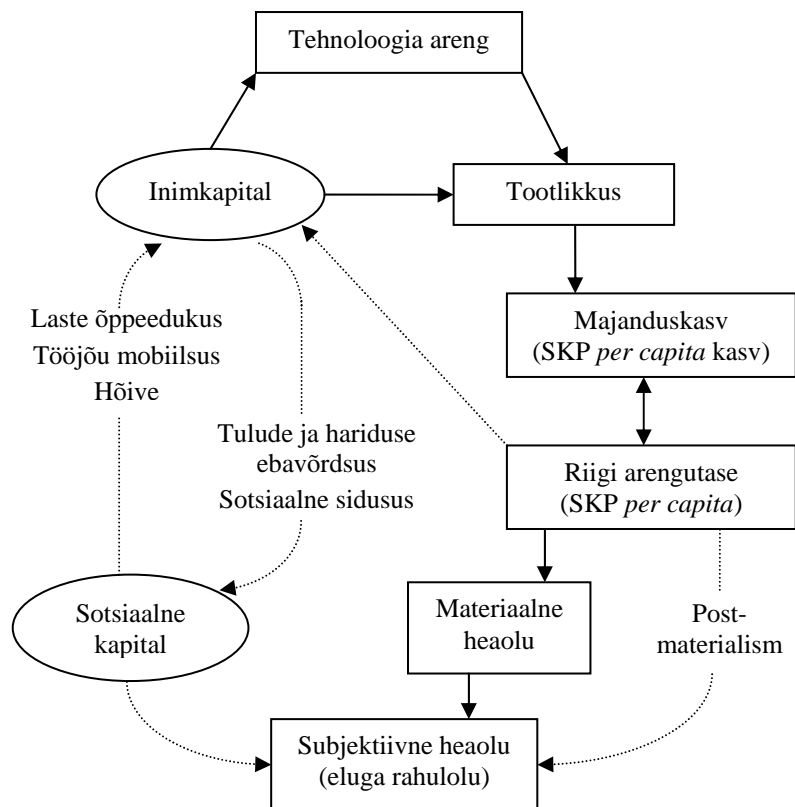 Tehnoloogia areng
Inimkapital
Tootlikkus
Majanduskasv
(SKP per capita kasv)
Laste õppeedukus
Tööjõu mobiilsus
Hõive
Tulude ja hariduse
ebavõrdsus
Sotsiaalne sidusus
Riigi arengutase
(SKP per capita)
Sotsiaalne
kapital
Materiaalne
heaolu
Post-
materialism
Subjektiivne heaolu
(eluga rahulolu)